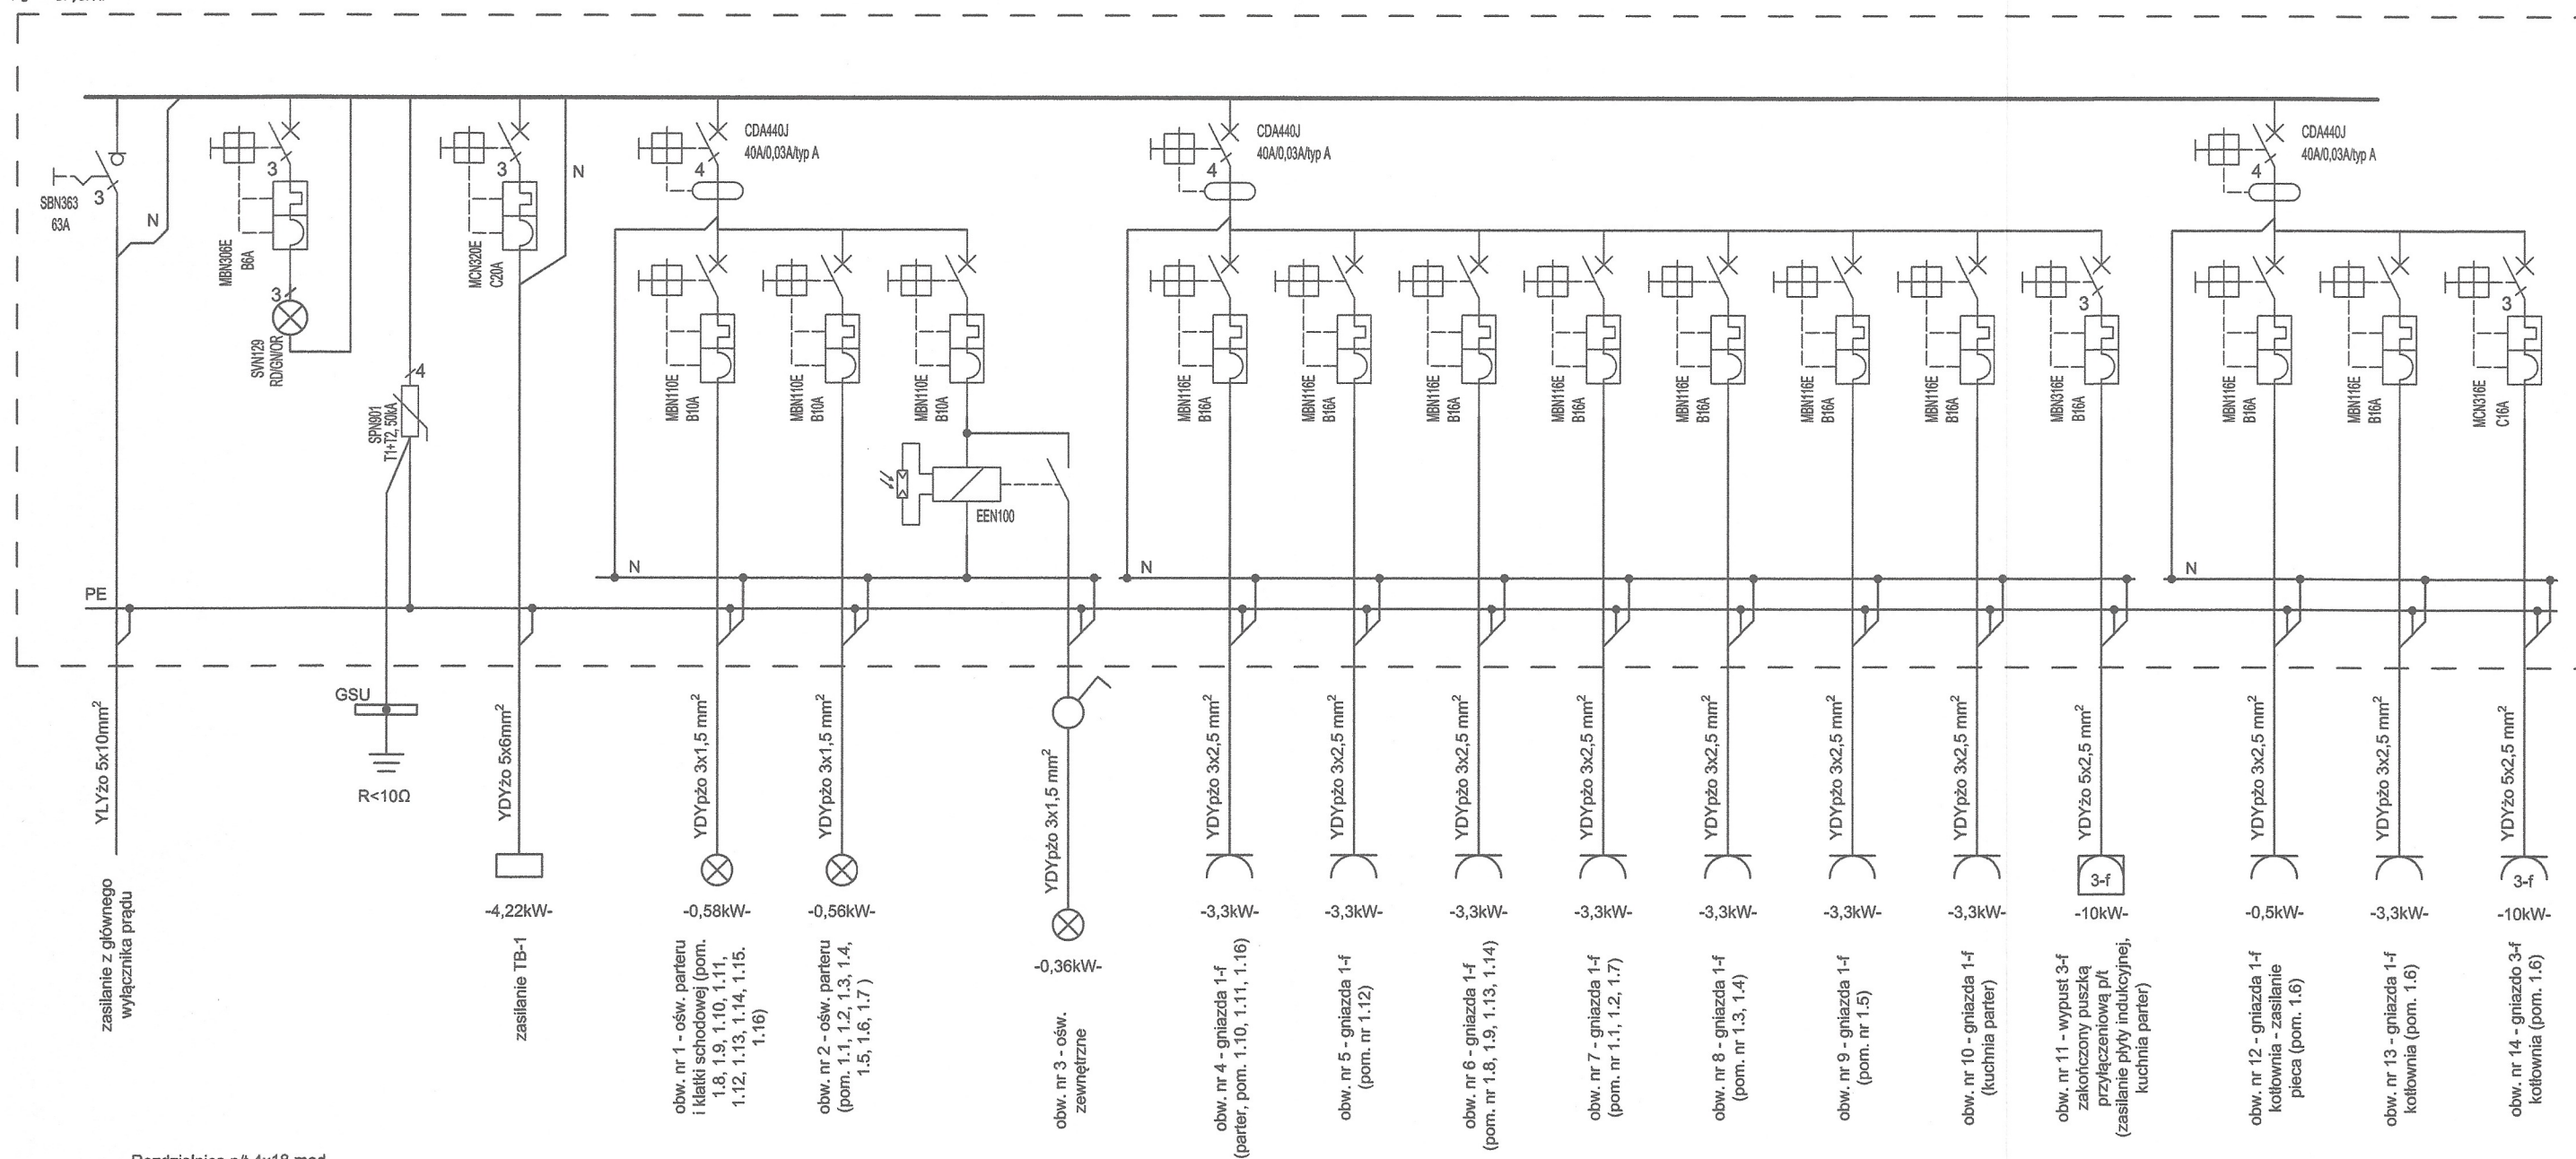 SBN363
63A
3
N
3
MBN306E
B6A
3
SVN129
RD/GN/OR
4
SPN901
T1+T2, 50kA
3
MCN320E
C20A
N
CDA440J
40A/0,03A/typ A
4
MBN110E
B10A
MBN110E
B10A
MBN110E
B10A
EEN100
N
CDA440J
40A/0,03A/typ A
4
MBN116E
B16A
MBN116E
B16A
MBN116E
B16A
MBN116E
B16A
MBN116E
B16A
MBN116E
B16A
MBN116E
B16A
3
MBN316E
B16A
N
CDA440J
40A/0,03A/typ A
4
MBN116E
B16A
MBN116E
B16A
3
MCN316E
C16A
N
PE
YLYżo 5x10mm²
zasilanie z głównego
wyłącznika prądu
GSU
R<10Ω
YDYżo 5x6mm²
-4,22kW-
zasilanie TB-1
YDYpżo 3x1,5 mm²
-0,58kW-
obw. nr 1 - ośw. parteru
i klatki schodowej (pom.
1.8, 1.9, 1.10, 1.11,
1.12, 1.13, 1.14, 1.15.
1.16)
YDYpżo 3x1,5 mm²
-0,56kW-
obw. nr 2 - ośw. parteru
(pom. 1.1, 1.2, 1.3, 1.4,
1.5, 1.6, 1.7 )
YDYpżo 3x1,5 mm²
-0,36kW-
obw. nr 3 - ośw.
zewnętrzne
YDYpżo 3x2,5 mm²
-3,3kW-
obw. nr 4 - gniazda 1-f
(parter, pom. 1.10, 1.11, 1.16)
YDYpżo 3x2,5 mm²
-3,3kW-
obw. nr 5 - gniazda 1-f
(pom. nr 1.12)
YDYpżo 3x2,5 mm²
-3,3kW-
obw. nr 6 - gniazda 1-f
(pom. nr 1.8, 1.9, 1.13, 1.14)
YDYpżo 3x2,5 mm²
-3,3kW-
obw. nr 7 - gniazda 1-f
(pom. nr 1.1, 1.2, 1.7)
YDYpżo 3x2,5 mm²
-3,3kW-
obw. nr 8 - gniazda 1-f
(pom. nr 1.3, 1.4)
YDYpżo 3x2,5 mm²
-3,3kW-
obw. nr 9 - gniazda 1-f
(pom. nr 1.5)
YDYpżo 3x2,5 mm²
-3,3kW-
obw. nr 10 - gniazda 1-f
(kuchnia parter)
YDYżo 5x2,5 mm²
3-f
-10kW-
obw. nr 11 - wypust 3-f
zakończony puszką
przyłączeniową p/t
(zasilanie płyty indukcyjnej,
kuchnia parter)
YDYpżo 3x2,5 mm²
-0,5kW-
obw. nr 12 - gniazda 1-f
kotłownia - zasilanie
pieca (pom. 1.6)
YDYpżo 3x2,5 mm²
-3,3kW-
obw. nr 13 - gniazda 1-f
kotłownia (pom. 1.6)
YDYżo 5x2,5 mm²
3-f
-10kW-
obw. nr 14 - gniazdo 3-f
kotłownia (pom. 1.6)